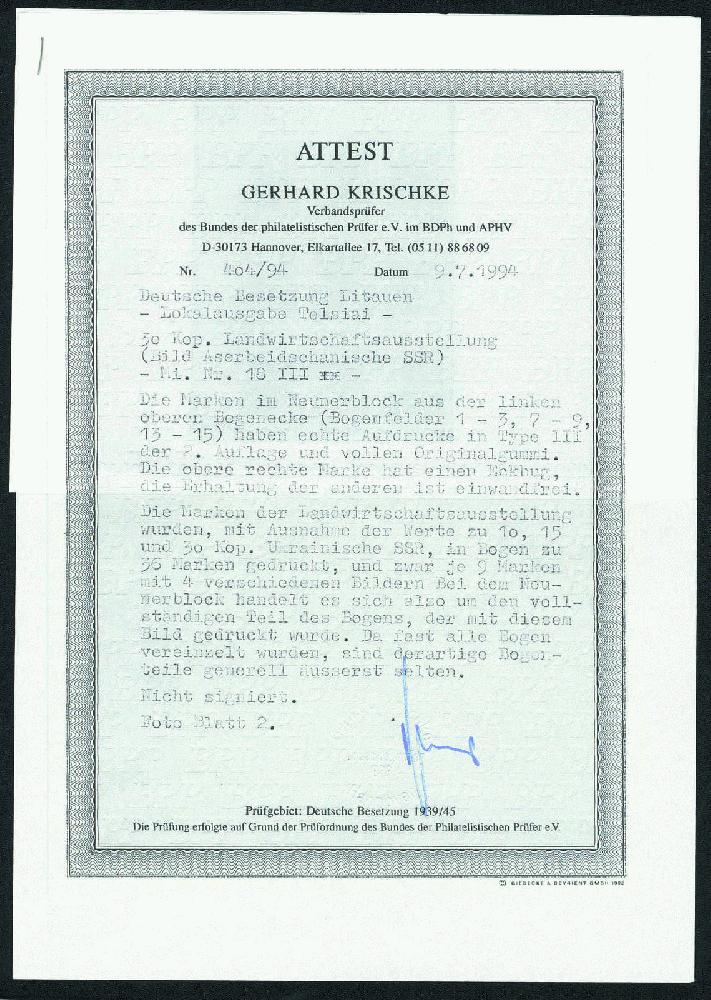 ATTEST
GERHARD KRISCHKE
Verbandsprüfer
des Bundes der philatelistischen Prüfer e.V. im BDPh und APHV
D-30173 Hannover, Elkartallee 17, Tel. (05 11) 88 68 09
Nr. 404/94 Datum 9.7.1994
Deutsche Besetzung Litauen
- Lokalausgabe Telsiai -
30 Kop. Landwirtschaftsausstellung
(Bild Aserbeidschanische SSR)
- Mi. Nr. 18 III ** -
Die Marken im Neunerblock aus der linken
oberen Bogenecke (Bogenfelder 1 - 3, 7 - 9,
13 - 15) haben echte Aufdrucke in Type III
der 2. Auflage und vollen Originalgummi.
Die obere rechte Marke hat einen Eckbug,
die Erhaltung der anderen ist einwandfrei.
Die Marken der Landwirtschaftsausstellung
wurden, mit Ausnahme der Werte zu 10, 15
und 30 Kop. Ukrainische SSR, in Bogen zu
36 Marken gedruckt, und zwar je 9 Marken
mit 4 verschiedenen Bildern Bei dem Neu-
nerblock handelt es sich also um den voll-
ständigen Teil des Bogens, der mit diesem
Bild gedruckt wurde. Da fast alle Bogen
vereinzelt wurden, sind derartige Bogen-
teile generell äusserst selten.
Nicht signiert.
Foto Blatt 2.
Prüfgebiet: Deutsche Besetzung 1939/45
Die Prüfung erfolgte auf Grund der Prüfordnung des Bundes der Philatelistischen Prüfer e.V.
GIESECKE & DEVRIENT GMBH 1992